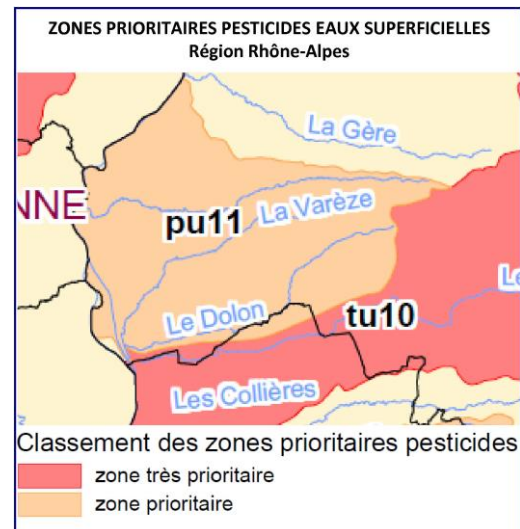 ZONES PRIORITAIRES PESTICIDES EAUX SUPERFICIELLES
Région Rhône-Alpes
La Gère
NNE
La Varèze
pu11
Le
Le Dolon
tu10
Les Collières
Classement des zones prioritaires pesticides
zone très prioritaire
zone prioritaire